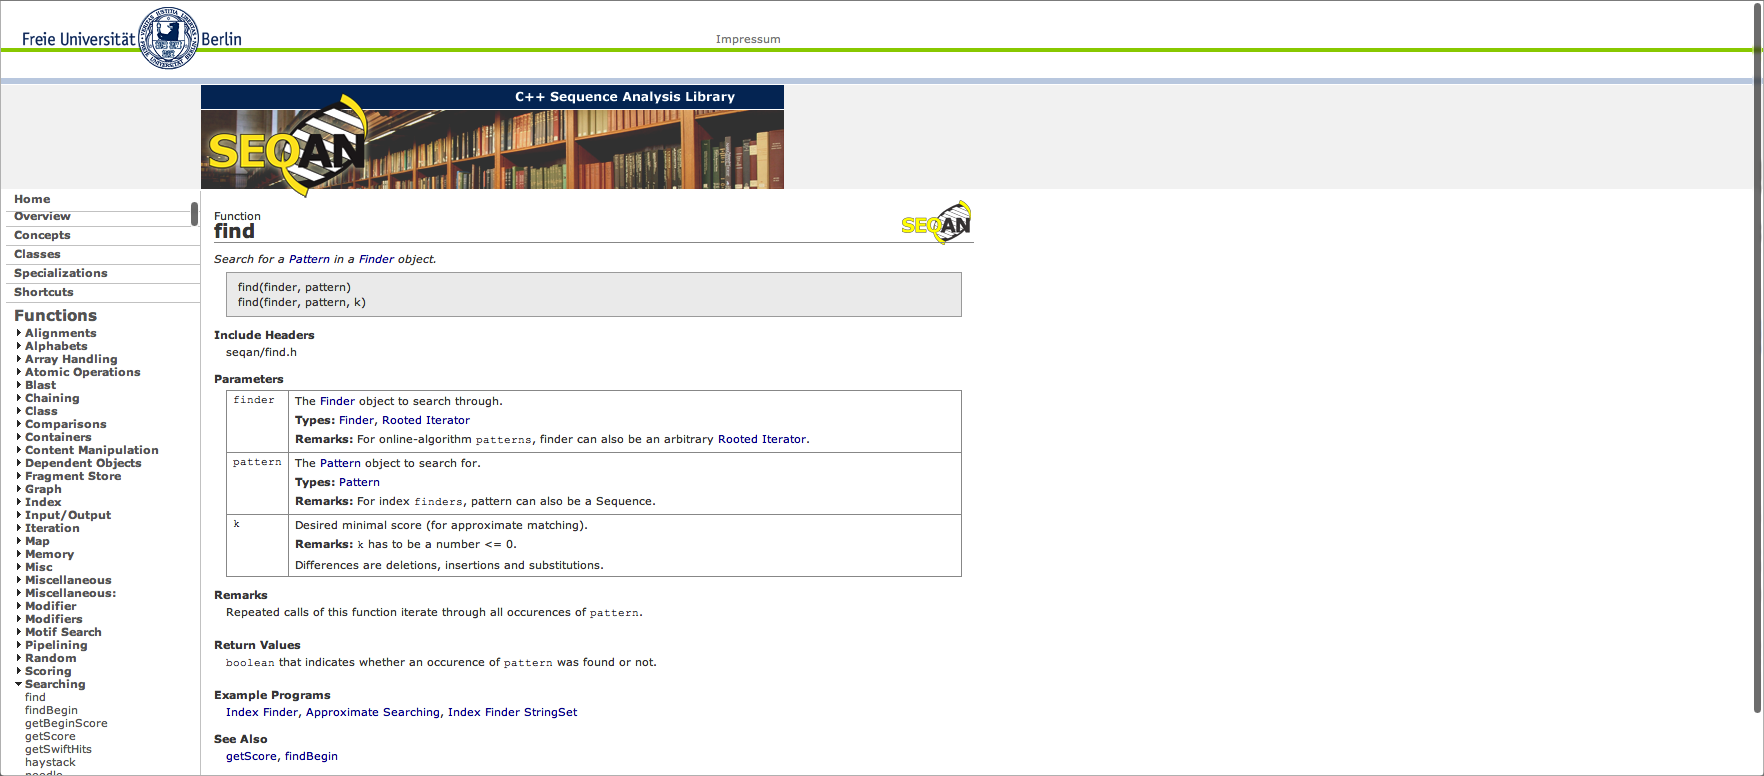 Freie Universität Berlin
Impressum
C++ Sequence Analysis Library
SEQAN
Home
Overview
Concepts
Classes
Specializations
Shortcuts
Functions
Alignments
Alphabets
Array Handling
Atomic Operations
Blast
Chaining
Class
Comparisons
Containers
Content Manipulation
Dependent Objects
Fragment Store
Graph
Index
Input/Output
Iteration
Map
Memory
Misc
Miscellaneous
Miscellaneous:
Modifier
Modifiers
Motif Search
Pipelining
Random
Scoring
Searching
find
findBegin
getBeginScore
getScore
getSwiftHits
haystack
needle
Function
find
SEQAN
Search for a Pattern in a Finder object.
find(finder, pattern)
find(finder, pattern, k)
Include Headers
seqan/find.h
Parameters
finder
The Finder object to search through.
Types: Finder, Rooted Iterator
Remarks: For online-algorithm patterns, finder can also be an arbitrary Rooted Iterator.
pattern
The Pattern object to search for.
Types: Pattern
Remarks: For index finders, pattern can also be a Sequence.
k
Desired minimal score (for approximate matching).
Remarks: k has to be a number <= 0.
Differences are deletions, insertions and substitutions.
Remarks
Repeated calls of this function iterate through all occurences of pattern.
Return Values
boolean that indicates whether an occurence of pattern was found or not.
Example Programs
Index Finder, Approximate Searching, Index Finder StringSet
See Also
getScore, findBegin